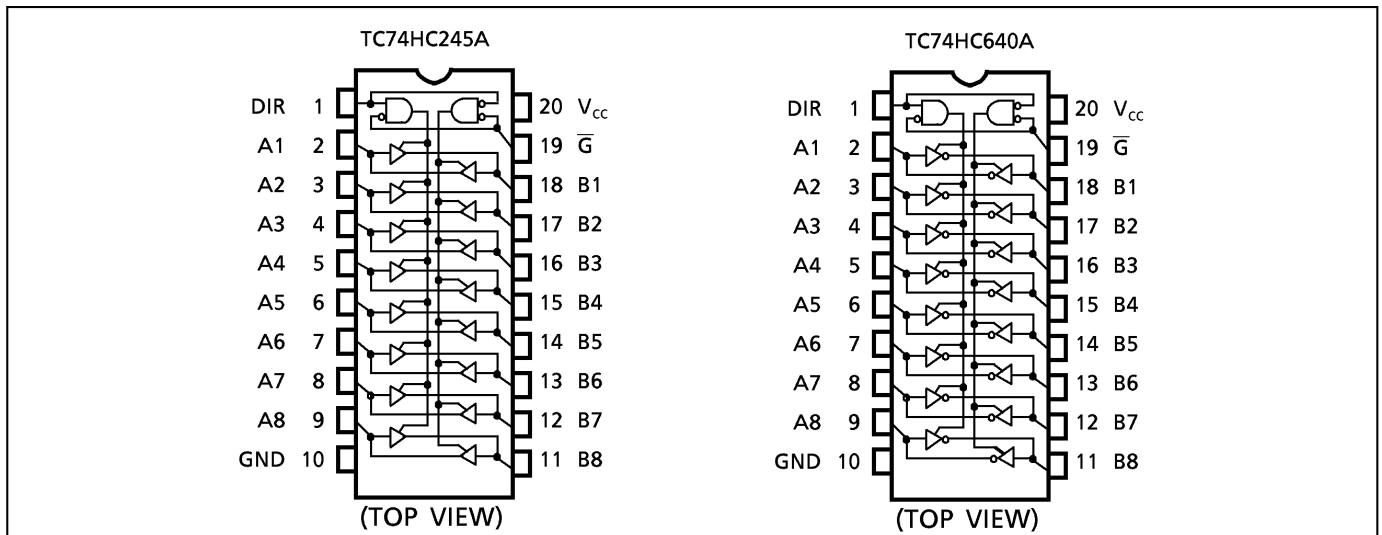 TC74HC245A
DIR 1
A1 2
A2 3
A3 4
A4 5
A5 6
A6 7
A7 8
A8 9
GND 10
20 VCC
19 G̅
18 B1
17 B2
16 B3
15 B4
14 B5
13 B6
12 B7
11 B8
(TOP VIEW)
TC74HC640A
DIR 1
A1 2
A2 3
A3 4
A4 5
A5 6
A6 7
A7 8
A8 9
GND 10
20 VCC
19 G̅
18 B1
17 B2
16 B3
15 B4
14 B5
13 B6
12 B7
11 B8
(TOP VIEW)